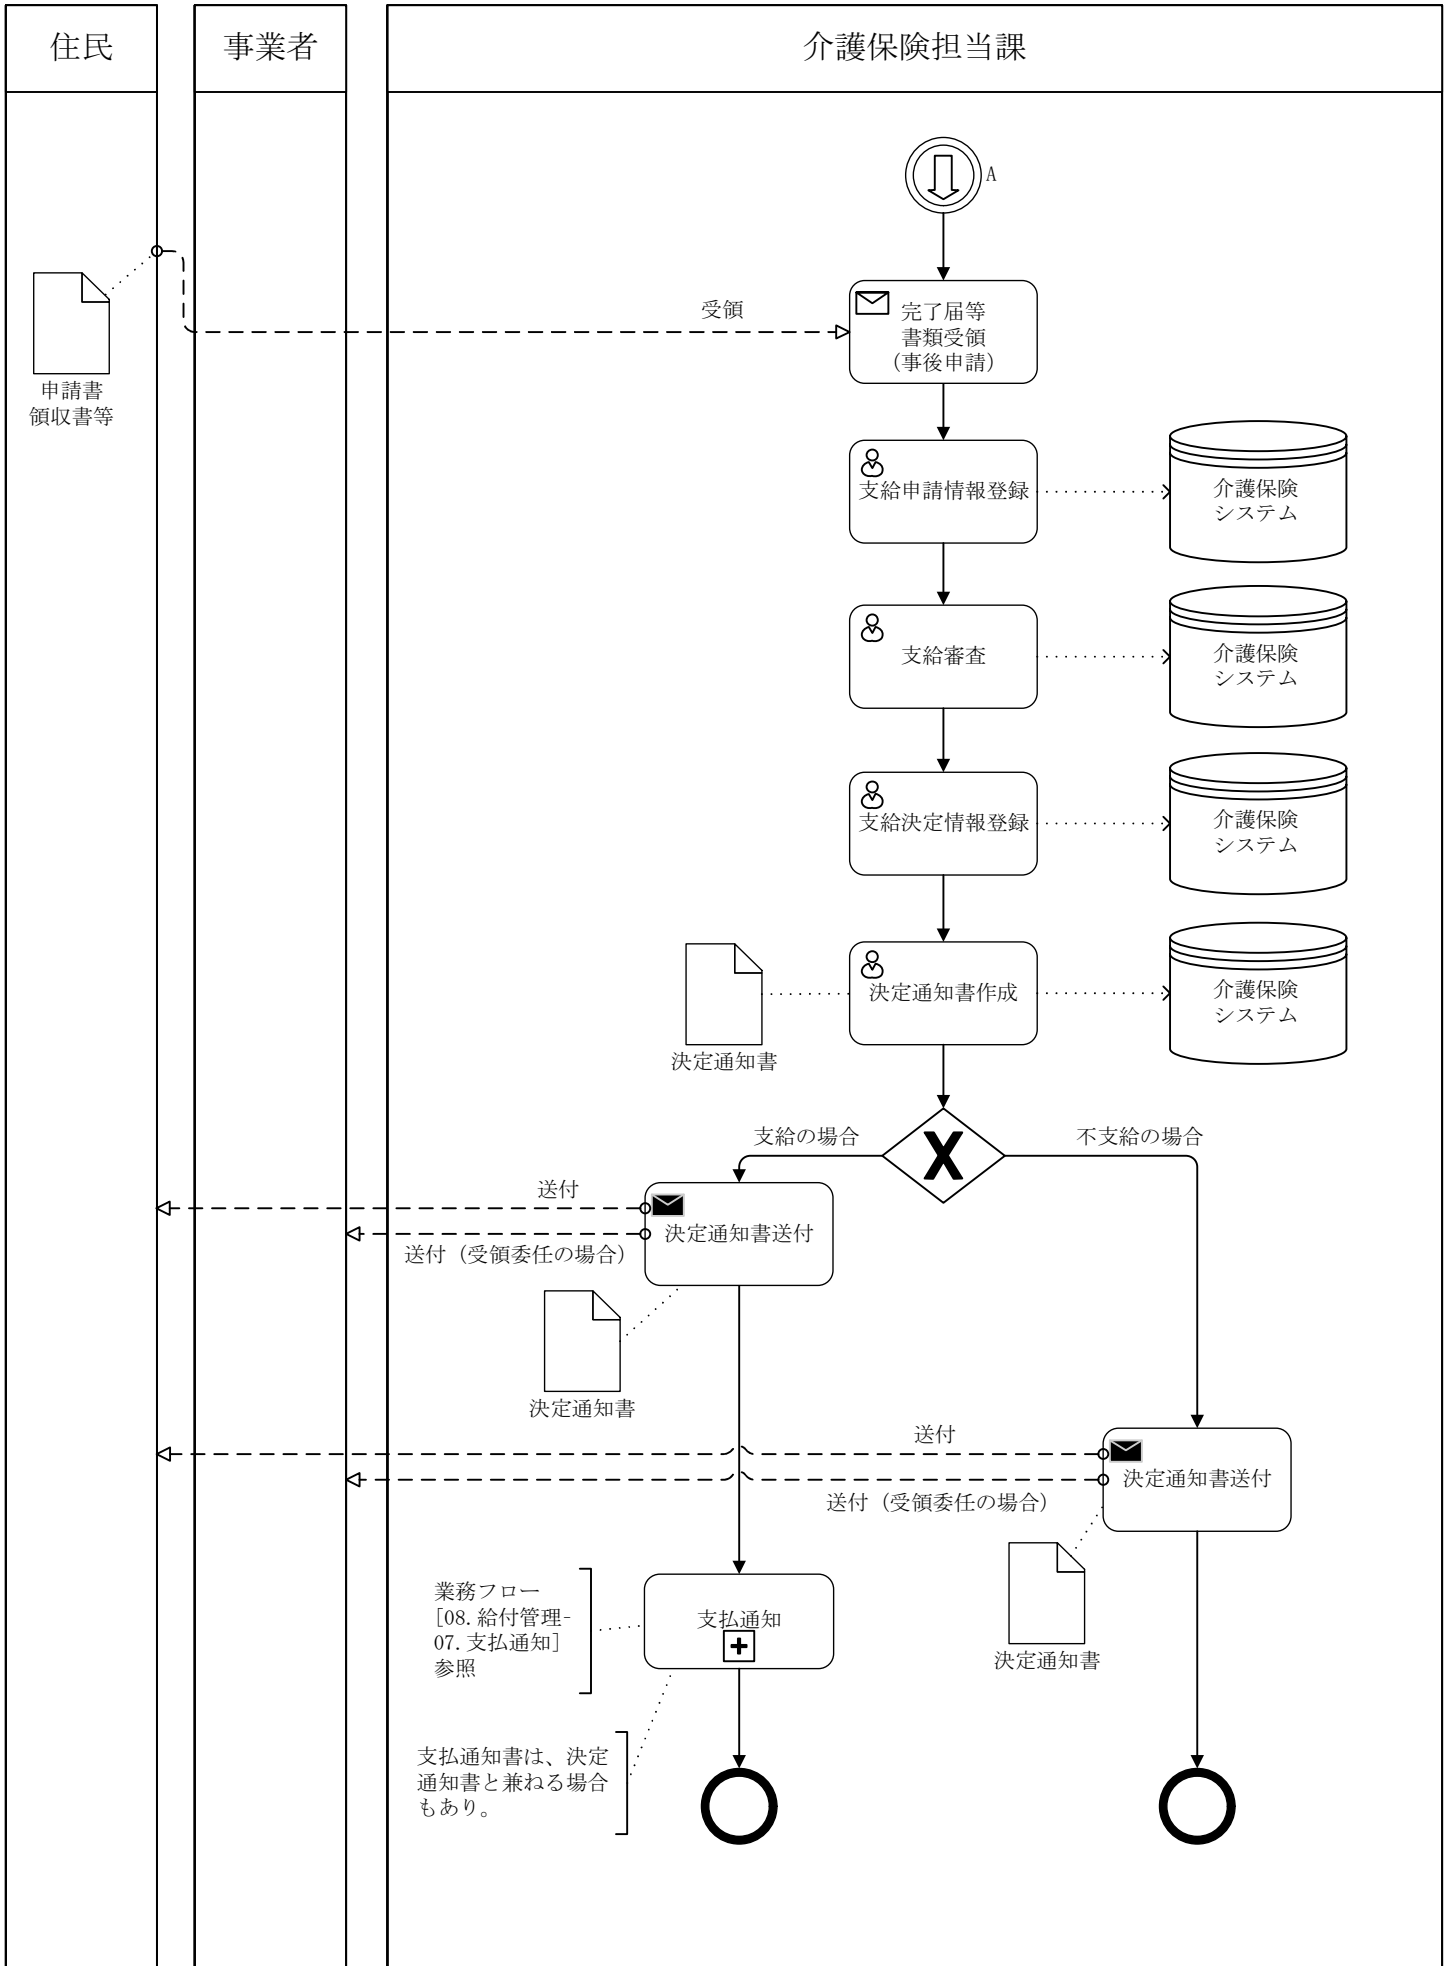 住民
事業者
介護保険担当課
A
受領
完了届等
書類受領
(事後申請)
申請書
領収書等
支給申請情報登録
介護保険
システム
支給審査
介護保険
システム
支給決定情報登録
介護保険
システム
決定通知書作成
介護保険
システム
決定通知書
支給の場合
X
不支給の場合
送付
決定通知書送付
送付（受領委任の場合）
決定通知書
送付
決定通知書送付
送付（受領委任の場合）
決定通知書
業務フロー
[08.給付管理-
07.支払通知]
参照
支払通知
支払通知書は、決定
通知書と兼ねる場合
もあり。